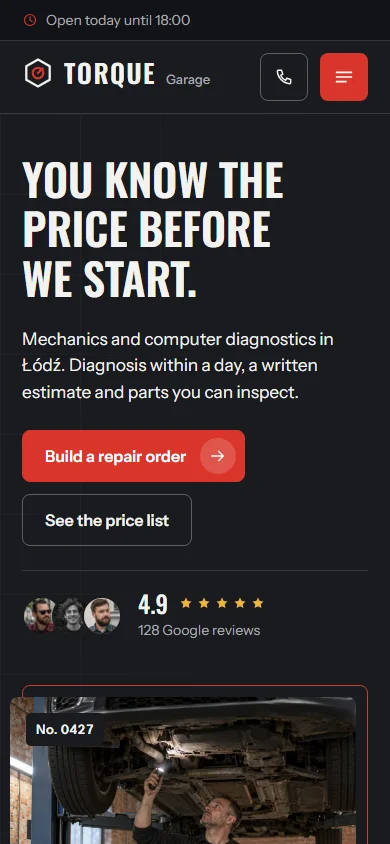 Open today until 18:00
TORQUE Garage
YOU KNOW THE
PRICE BEFORE
WE START.
Mechanics and computer diagnostics in
Łódź. Diagnosis within a day, a written
estimate and parts you can inspect.
Build a repair order
See the price list
4.9
128 Google reviews
No. 0427